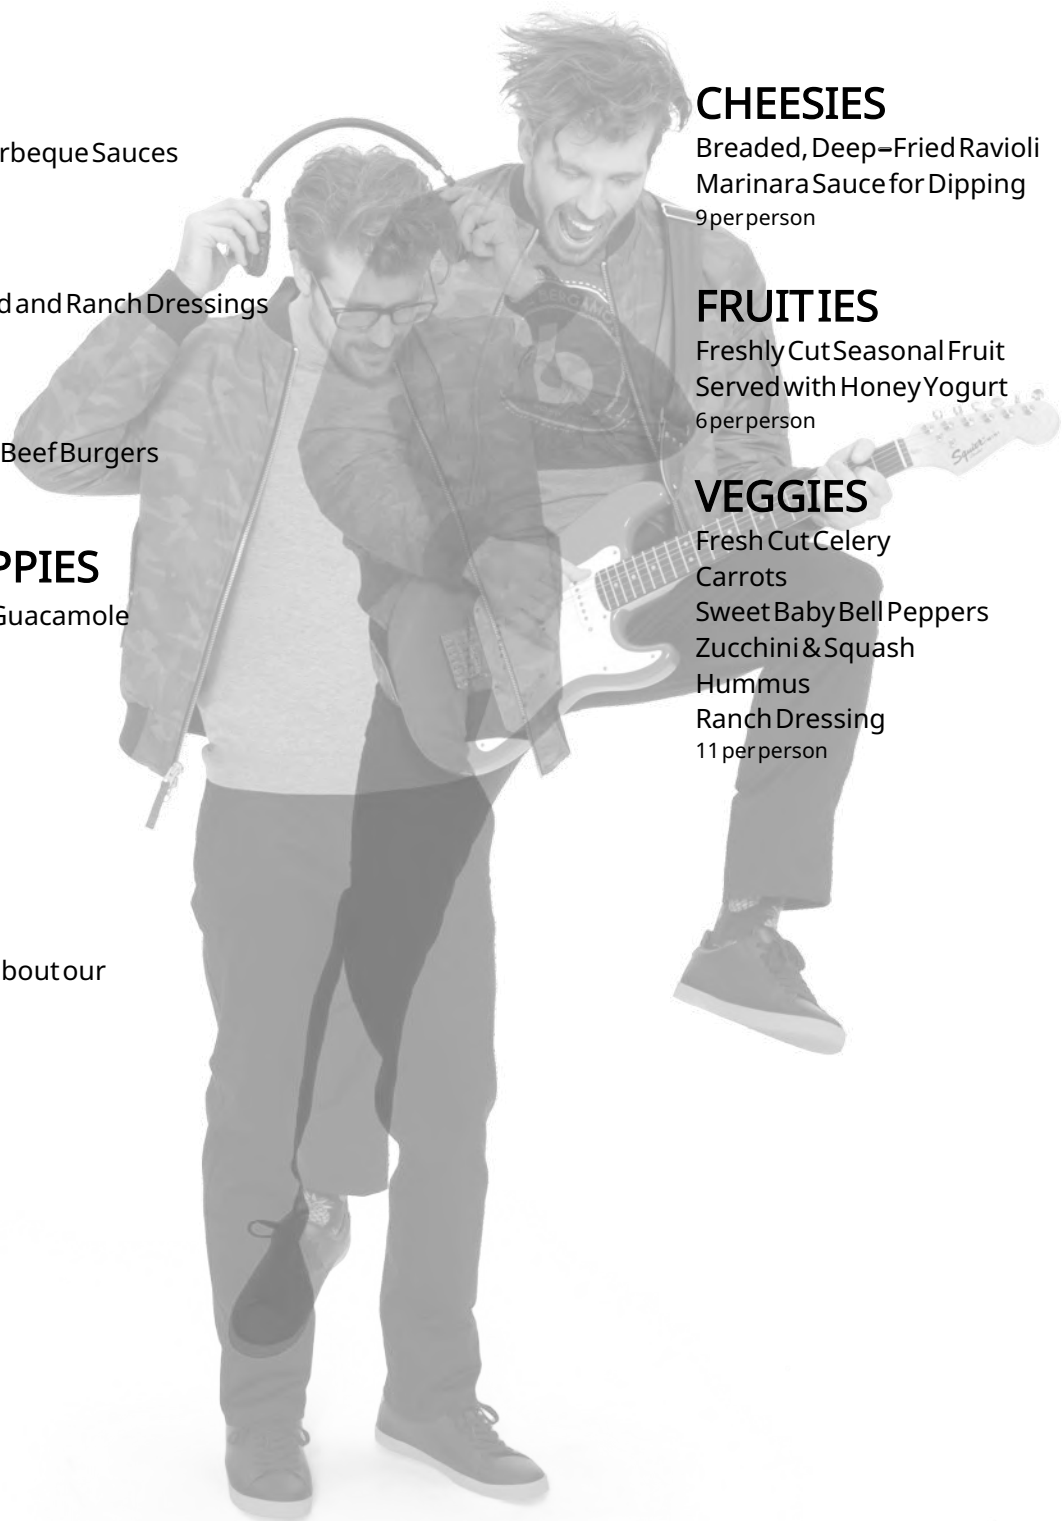 rbeque Sauces
d and Ranch Dressings
Beef Burgers
PPIES
Guacamole
bout our
CHEESIES
Breaded, Deep-Fried Ravioli
Marinara Sauce for Dipping
9 per person
FRUITIES
Freshly Cut Seasonal Fruit
Served with Honey Yogurt
6 per person
VEGGIES
Fresh Cut Celery
Carrots
Sweet Baby Bell Peppers
Zucchini & Squash
Hummus
Ranch Dressing
11 per person
Squier